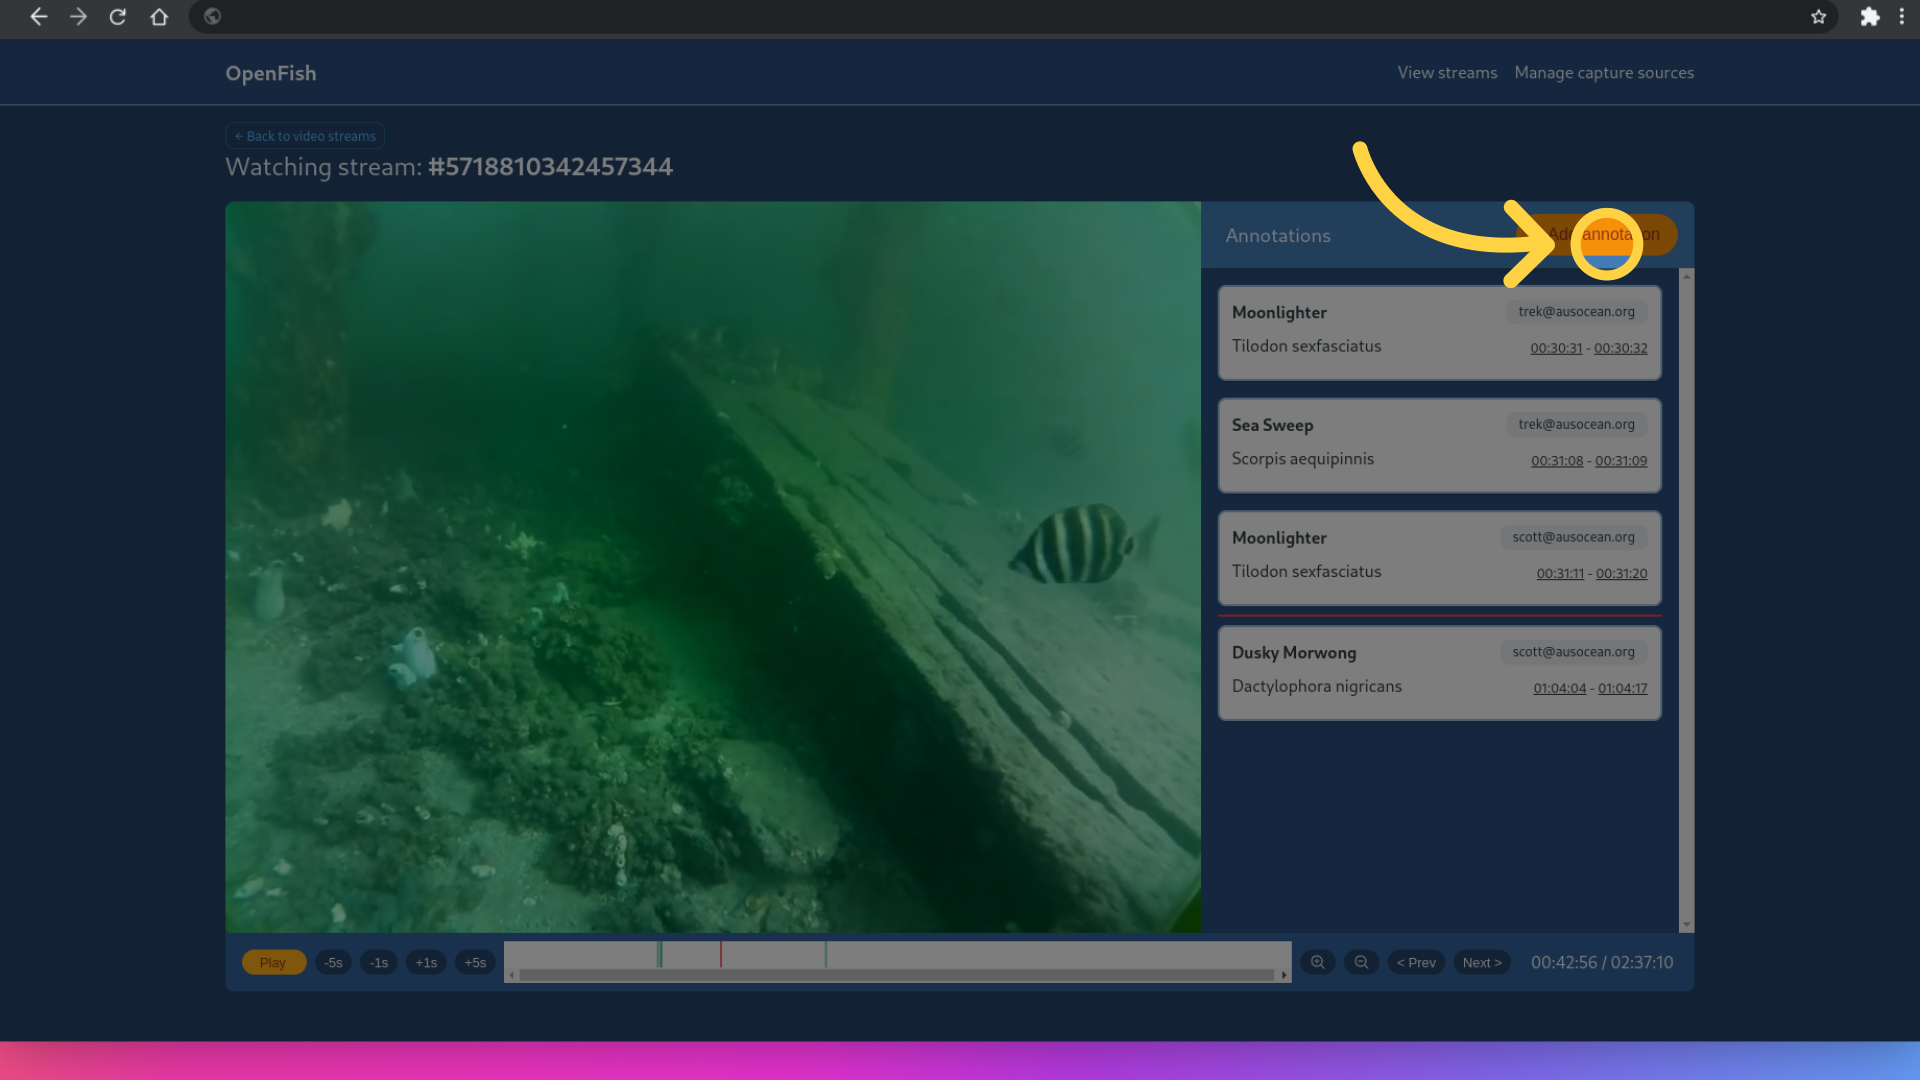 OpenFish
View streams
Manage capture sources
← Back to video streams
Watching stream: #5718810342457344
Annotations
Add annotation
Moonlighter
trek@ausocean.org
Tilodon sexfasciatus
00:30:31 - 00:30:32
Sea Sweep
trek@ausocean.org
Scorpis aequipinnis
00:31:08 - 00:31:09
Moonlighter
scott@ausocean.org
Tilodon sexfasciatus
00:31:11 - 00:31:20
Dusky Morwong
scott@ausocean.org
Dactylophora nigricans
01:04:04 - 01:04:17
Play
-5s
-1s
+1s
+5s
< Prev
Next >
00:42:56 / 02:37:10